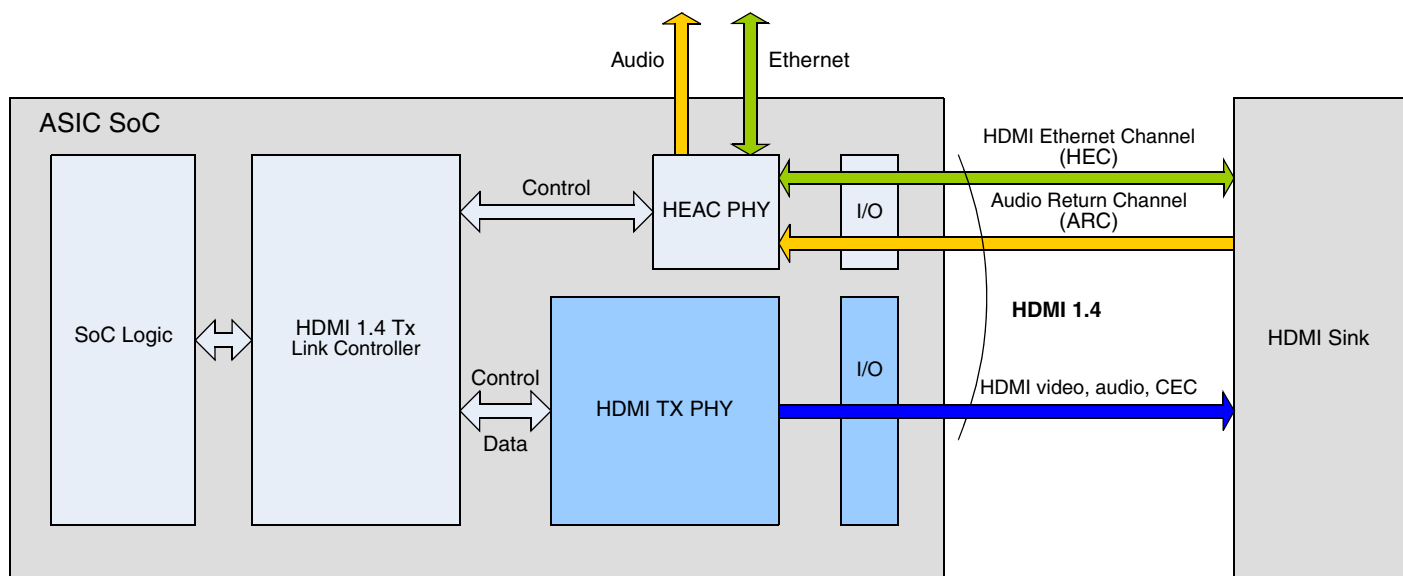 Audio
Ethernet
ASIC SoC
HDMI Ethernet Channel
(HEC)
Control
HEAC PHY
I/O
Audio Return Channel
(ARC)
SoC Logic
HDMI 1.4 Tx
Link Controller
HDMI 1.4
HDMI Sink
Control
Data
HDMI TX PHY
I/O
HDMI video, audio, CEC